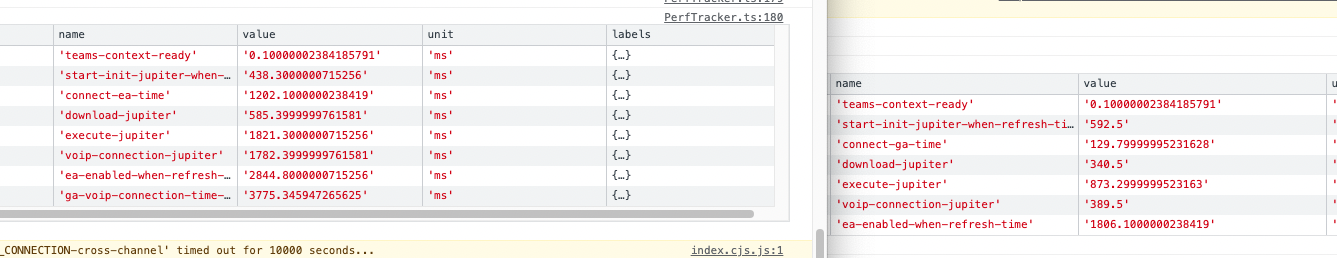 PerfTracker.ts:180
name value unit labels
'teams-context-ready' '0.10000002384185791' 'ms' {…}
'start-init-jupiter-when-… '438.3000000715256' 'ms' {…}
'connect-ea-time' '1202.1000000238419' 'ms' {…}
'download-jupiter' '585.3999999761581' 'ms' {…}
'execute-jupiter' '1821.3000000715256' 'ms' {…}
'voip-connection-jupiter' '1782.3999999761581' 'ms' {…}
'ea-enabled-when-refresh-… '2844.8000000715256' 'ms' {…}
'ga-voip-connection-time-… '3775.345947265625' 'ms' {…}
_CONNECTION-cross-channel' timed out for 10000 seconds... index.cjs.js:1
name value
'teams-context-ready' '0.10000002384185791'
'start-init-jupiter-when-refresh-ti… '592.5'
'connect-ga-time' '129.79999995231628'
'download-jupiter' '340.5'
'execute-jupiter' '873.2999999523163'
'voip-connection-jupiter' '389.5'
'ea-enabled-when-refresh-time' '1806.1000000238419'